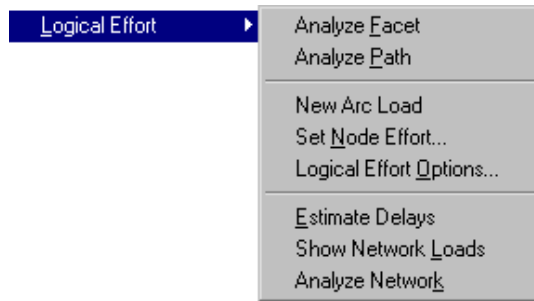 Logical Effort
Analyze Facet
Analyze Path
New Arc Load
Set Node Effort...
Logical Effort Options...
Estimate Delays
Show Network Loads
Analyze Network